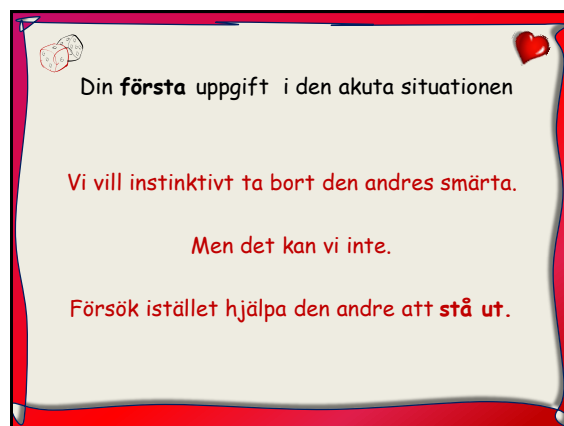 Din första uppgift i den akuta situationen
Vi vill instinktivt ta bort den andres smärta.
Men det kan vi inte.
Försök istället hjälpa den andre att stå ut.